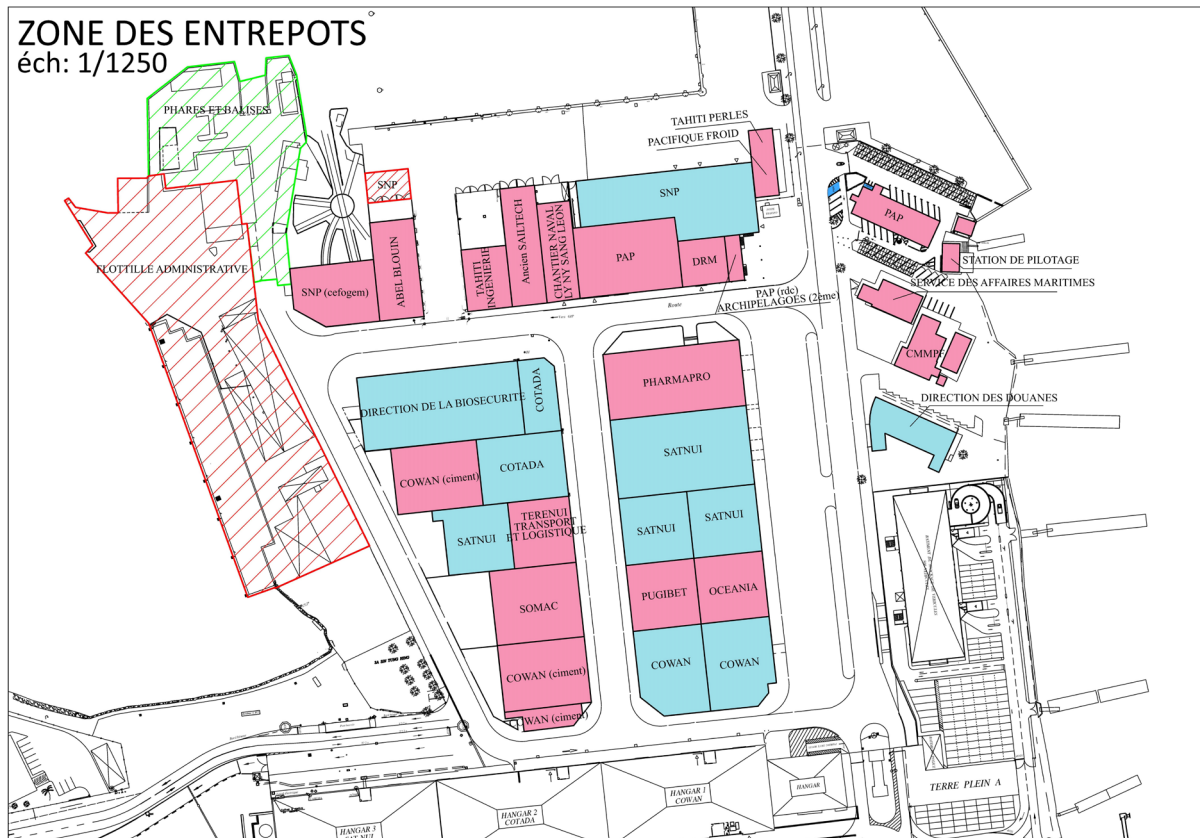 ZONE DES ENTREPOTS
éch: 1/1250
PHARES ET BALISES
TAHITI PERLES
PACIFIQUE FROID
SNP
SNP
PAP
FLOTTILLE ADMINISTRATIVE
SNP (cefogem)
ABEL BLOUIN
TAHITI
INGENIERIE
Ancien SAILTECH
CHANTIER NAVAL
LY NY SANG LEON
PAP
DRM
STATION DE PILOTAGE
SERVICE DES AFFAIRES MARITIMES
PAP (rdc)
ARCHIPELAGOES (2ème)
Route
CMMPF
DIRECTION DES DOUANES
DIRECTION DE LA BIOSECURITE
COTADA
PHARMAPRO
COWAN (ciment)
COTADA
SATNUI
SATNUI
TERENUI
TRANSPORT
ET LOGISTIQUE
SATNUI
SATNUI
SOMAC
PUGIBET
OCEANIA
COWAN (ciment)
COWAN
COWAN
WAN (ciment)
TERRE PLEIN A
HANGAR 1
COWAN
HANGAR
HANGAR 2
COTADA
HANGAR 3